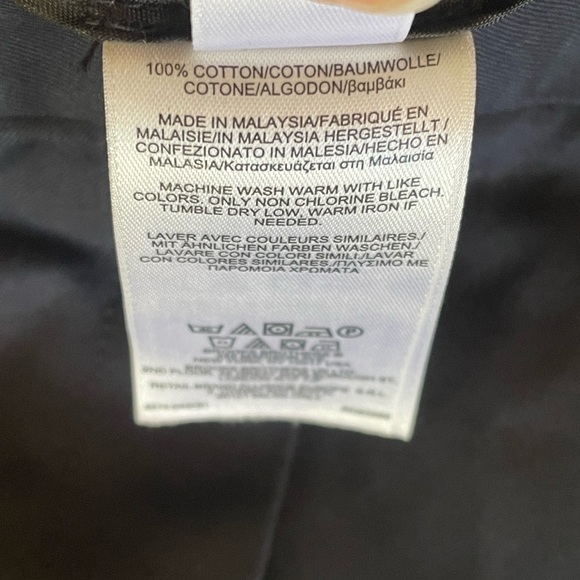 100% COTTON/COTON/BAUMWOLLE/
COTONE/ALGODON/βαμβάκι
MADE IN MALAYSIA/FABRIQUÉ EN
MALAISIE/IN MALAYSIA HERGESTELLT/
CONFEZIONATO IN MALESIA/HECHO EN
MALASIA/Κατασκευάζεται στη Μαλαισία
MACHINE WASH WARM WITH LIKE
COLORS. ONLY NON CHLORINE BLEACH.
TUMBLE DRY LOW. WARM IRON IF
NEEDED.
LAVER AVEC COULEURS SIMILAIRES./
MIT ÄHNLICHEN FARBEN WASCHEN./
LAVARE CON COLORI SIMILI./LAVAR
CON COLORES SIMILARES./ΠΛΥΣΙΜΟ ΜΕ
ΠΑΡΟΜΟΙΑ ΧΡΩΜΑΤΑ
P